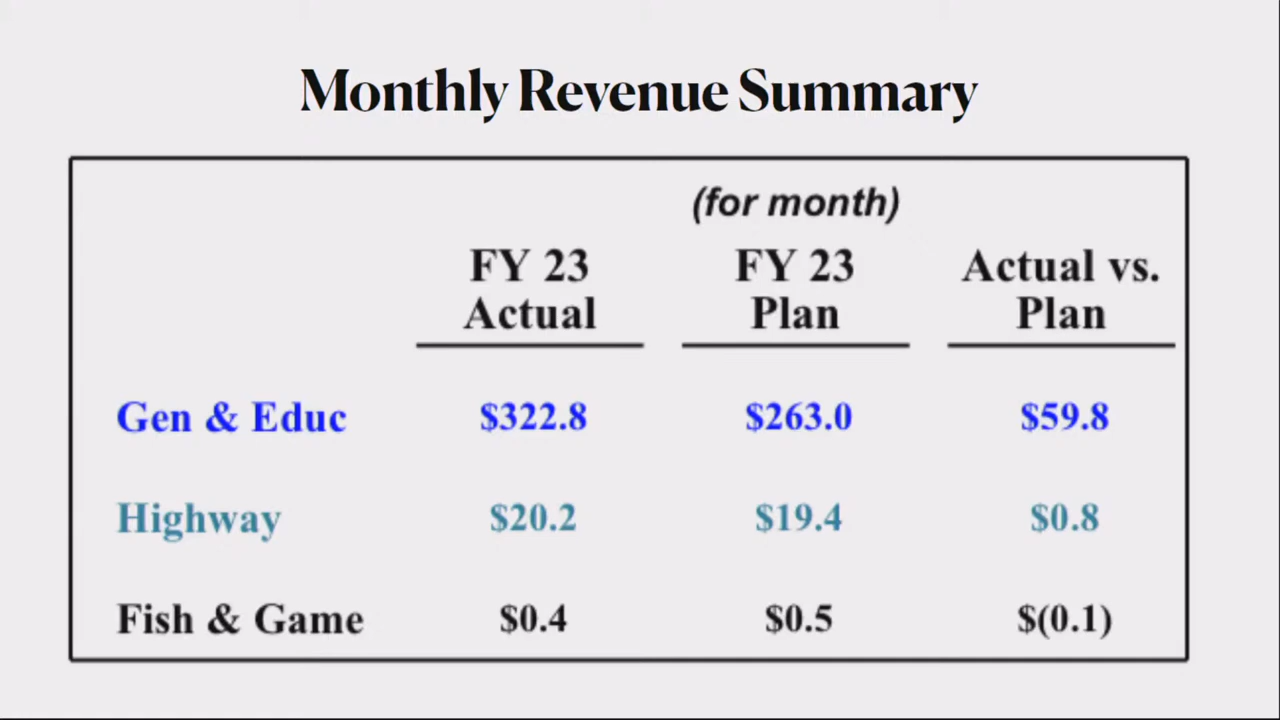 Monthly Revenue Summary
(for month)
FY 23 Actual FY 23 Plan Actual vs. Plan
Gen & Educ $322.8 $263.0 $59.8
Highway $20.2 $19.4 $0.8
Fish & Game $0.4 $0.5 $(0.1)